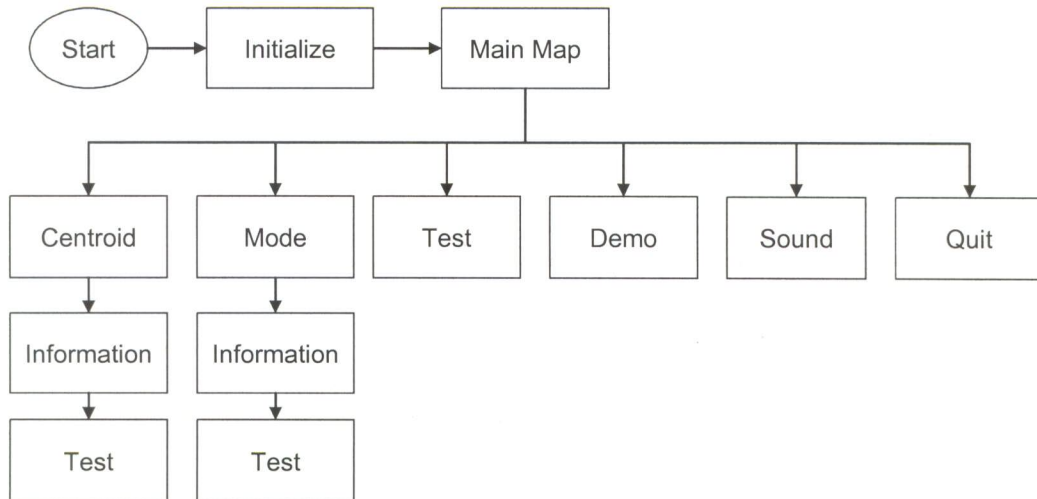 Start
Initialize
Main Map
Centroid
Mode
Test
Demo
Sound
Quit
Information
Information
Test
Test